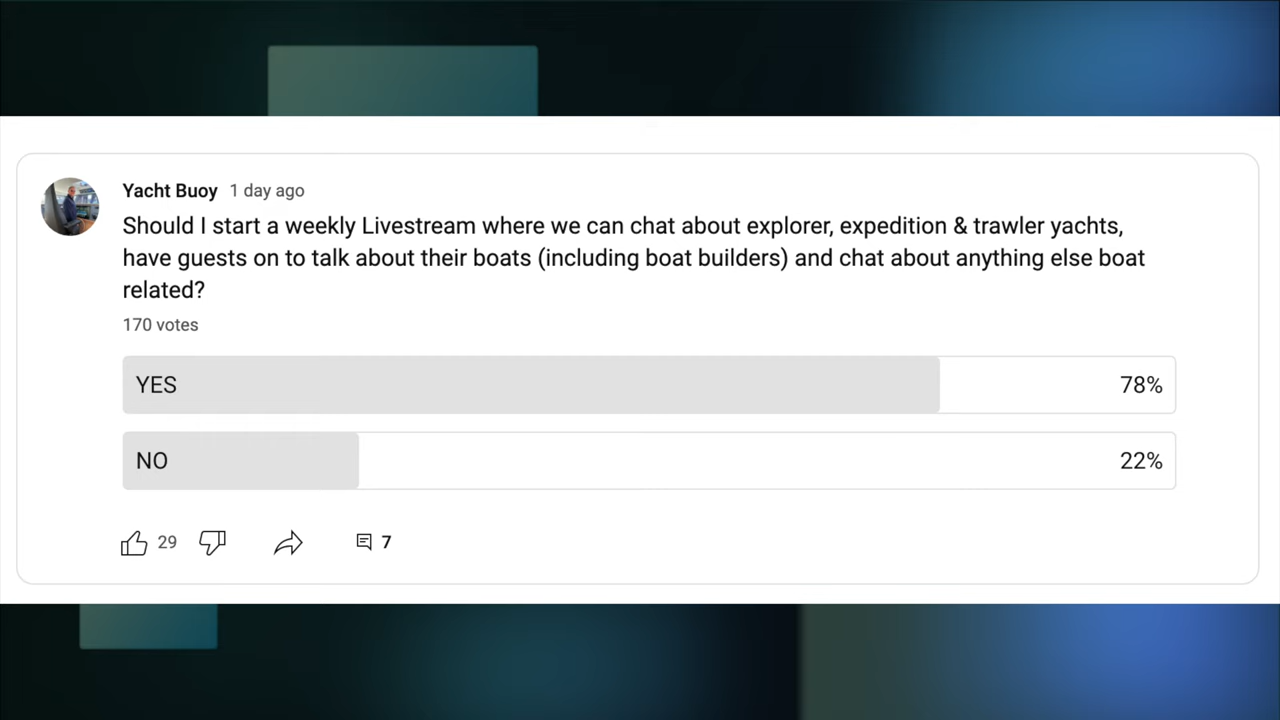 Yacht Buoy 1 day ago
Should I start a weekly Livestream where we can chat about explorer, expedition & trawler yachts,
have guests on to talk about their boats (including boat builders) and chat about anything else boat
related?
170 votes
YES 78%
NO 22%
29 7